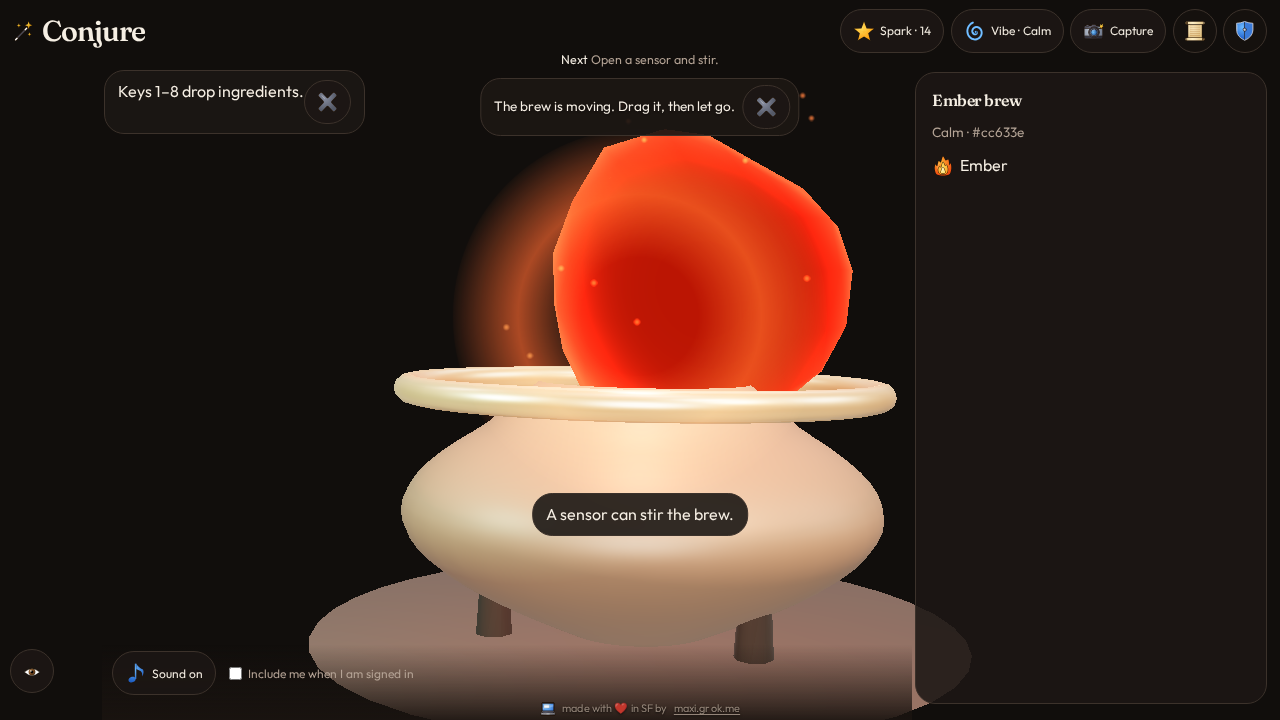 Conjure
Spark · 14
Vibe · Calm
Capture
Next Open a sensor and stir.
Keys 1–8 drop ingredients.
The brew is moving. Drag it, then let go.
Ember brew
Calm · #cc633e
Ember
A sensor can stir the brew.
Sound on
Include me when I am signed in
made with ❤️ in SF by maxi.grok.me